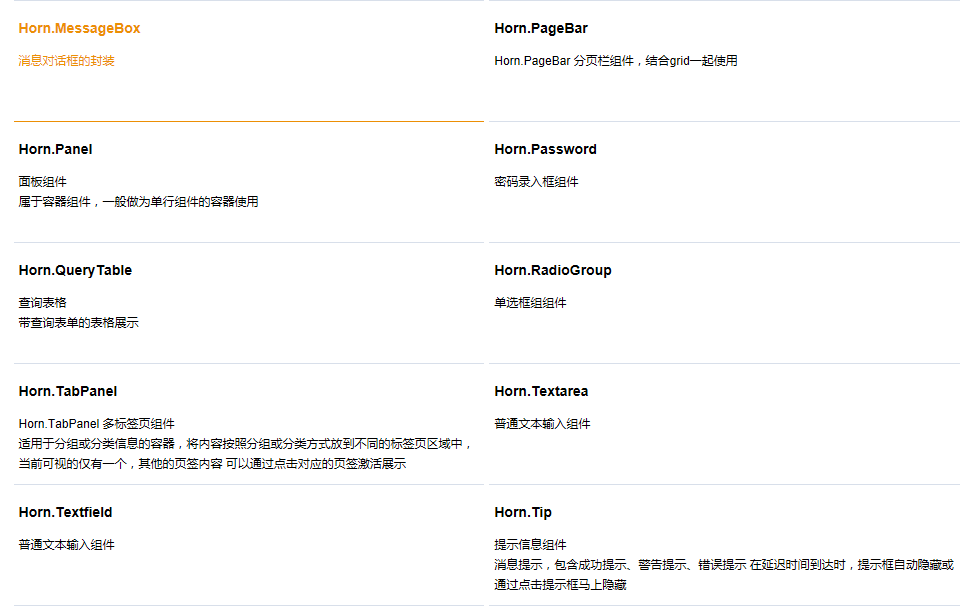 Horn.MessageBox
消息对话框的封装
Horn.PageBar
Horn.PageBar 分页栏组件，结合grid一起使用
Horn.Panel
面板组件
属于容器组件，一般做为单行组件的容器使用
Horn.Password
密码录入框组件
Horn.QueryTable
查询表格
带查询表单的表格展示
Horn.RadioGroup
单选框组组件
Horn.TabPanel
Horn.TabPanel 多标签页组件
适用于分组或分类信息的容器，将内容按照分组或分类方式放到不同的标签页区域中，
当前可视的仅有一个，其他的页签内容 可以通过点击对应的页签激活展示
Horn.Textarea
普通文本输入组件
Horn.Textfield
普通文本输入组件
Horn.Tip
提示信息组件
消息提示，包含成功提示、警告提示、错误提示 在延迟时间到达时，提示框自动隐藏或
通过点击提示框马上隐藏